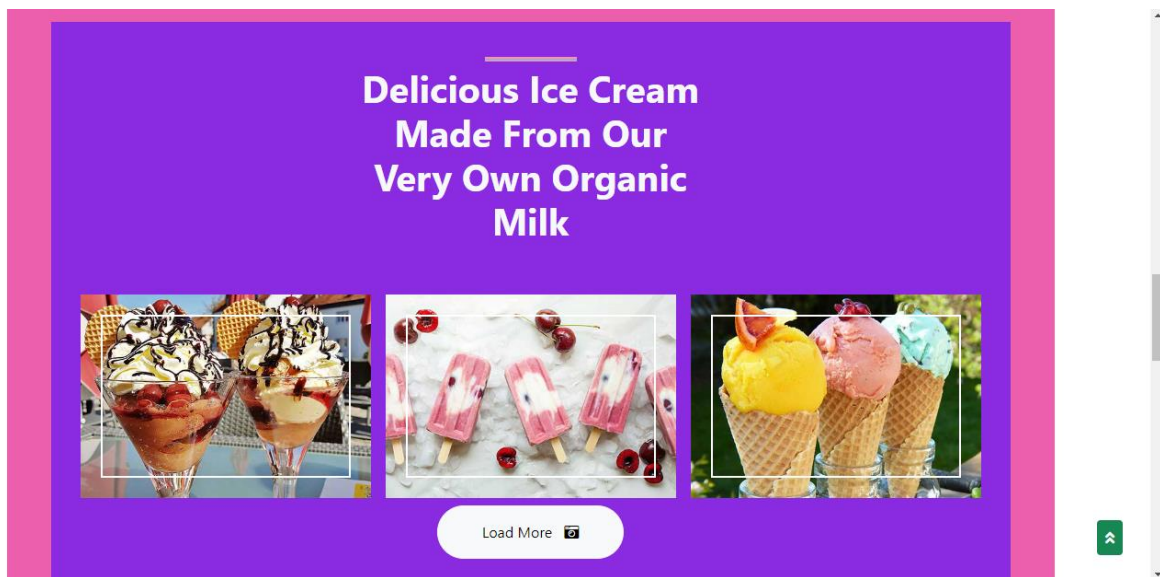 Delicious Ice Cream
Made From Our
Very Own Organic
Milk
Load More